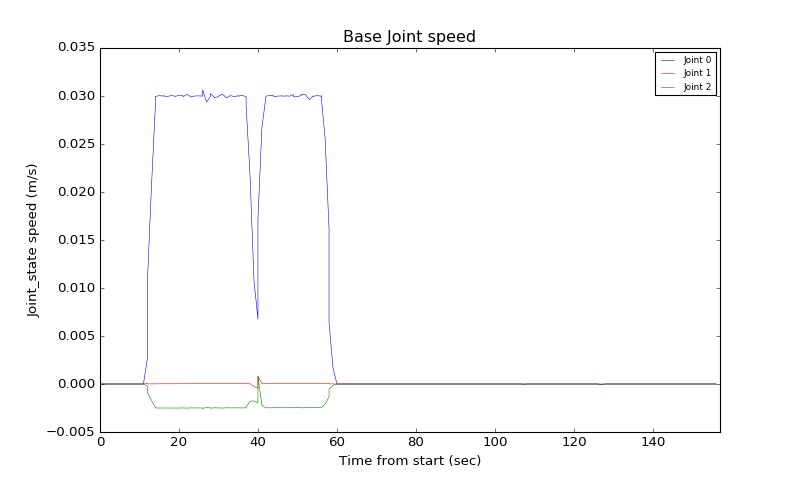 Base Joint speed
0.035
0.030
0.025
0.020
0.015
0.010
0.005
0.000
−0.005
Joint_state speed (m/s)
Joint 0
Joint 1
Joint 2
0 20 40 60 80 100 120 140
Time from start (sec)